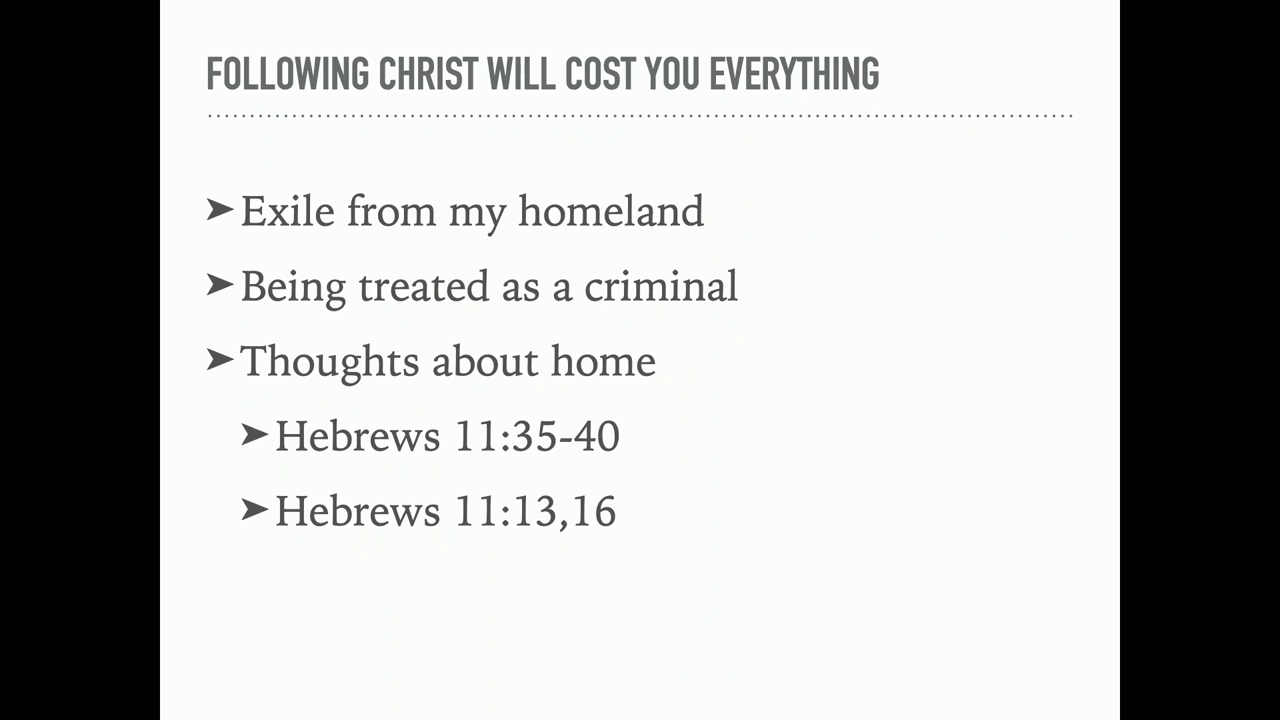 FOLLOWING CHRIST WILL COST YOU EVERYTHING
➤ Exile from my homeland
➤ Being treated as a criminal
➤ Thoughts about home
➤ Hebrews 11:35-40
➤ Hebrews 11:13,16